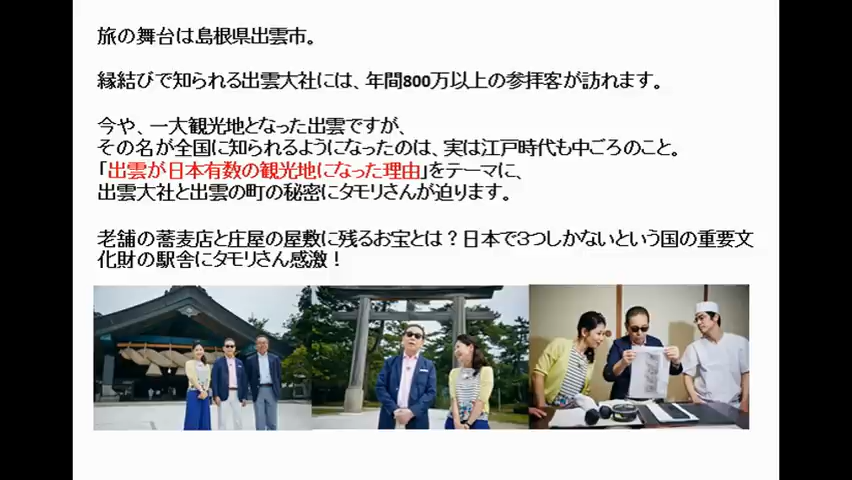 旅の舞台は島根県出雲市。
縁結びで知られる出雲大社には、年間800万以上の参拝客が訪れます。
今や、一大観光地となった出雲ですが、
その名が全国に知られるようになったのは、実は江戸時代も中ごろのこと。
「出雲が日本有数の観光地になった理由」をテーマに、
出雲大社と出雲の町の秘密にタモリさんが迫ります。
老舗の蕎麦店と庄屋の屋敷に残るお宝とは？日本で３つしかないという国の重要文
化財の駅舎にタモリさん感激！